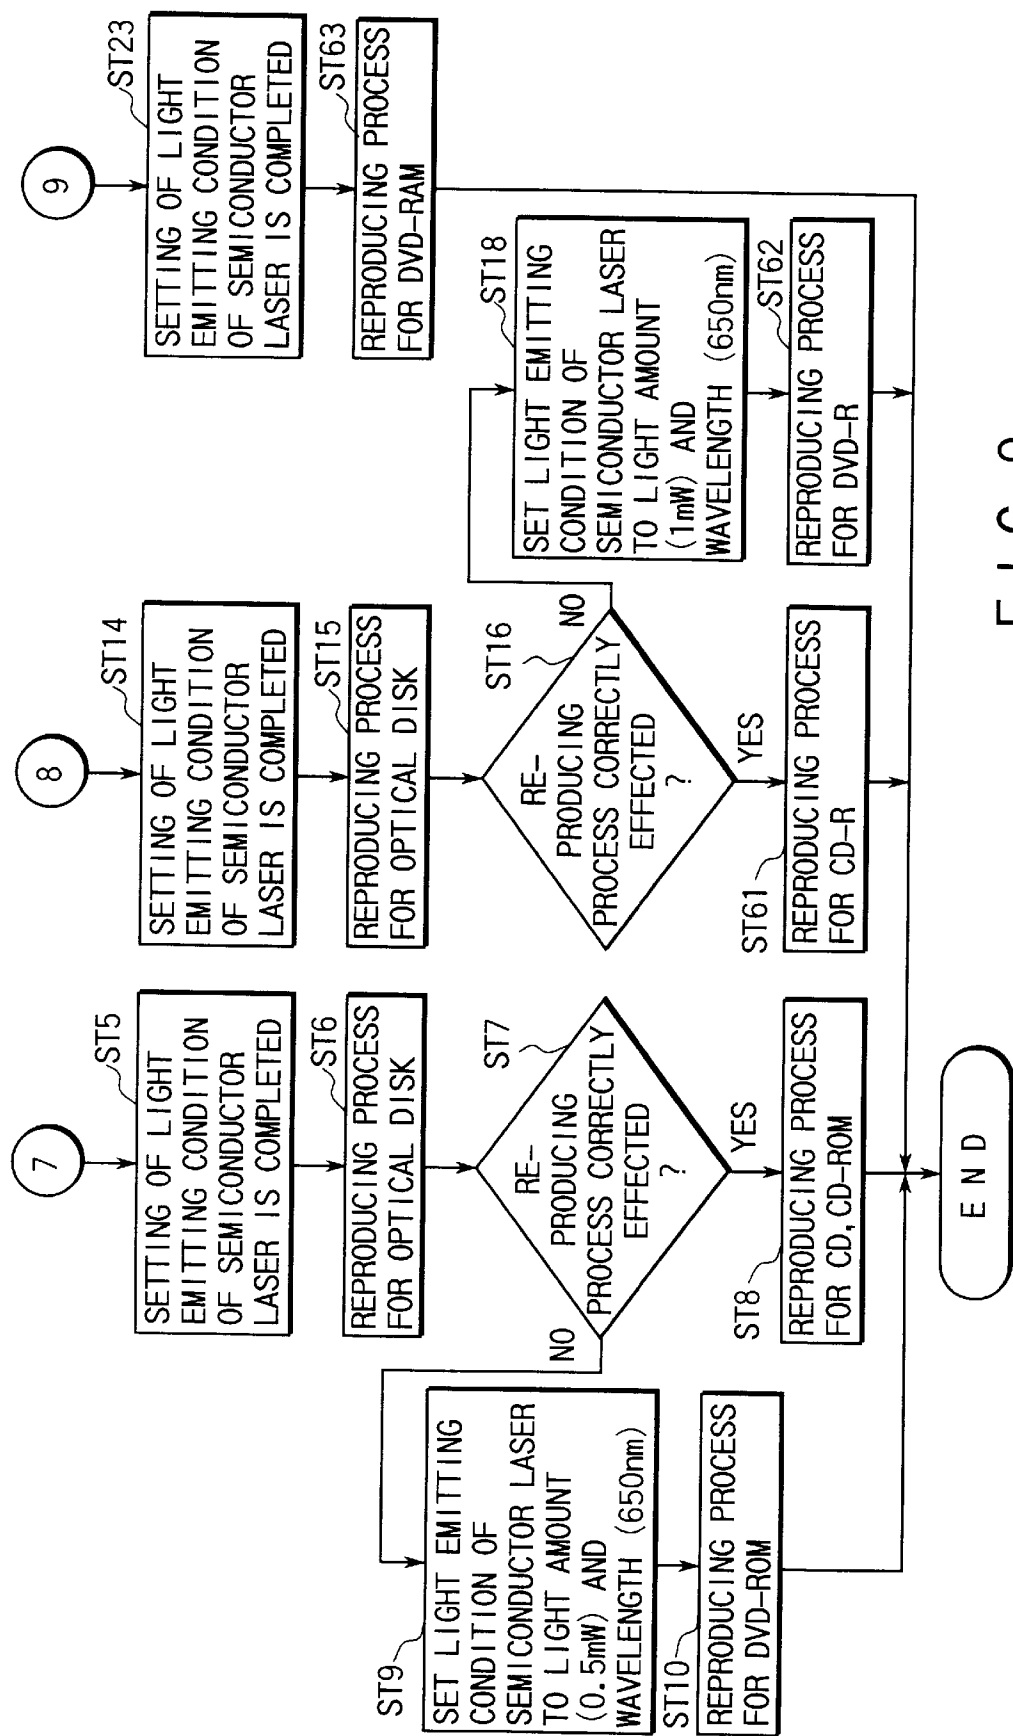 7
ST5
SETTING OF LIGHT
EMITTING CONDITION
OF SEMICONDUCTOR
LASER IS COMPLETED
ST6
REPRODUCING PROCESS
FOR OPTICAL DISK
ST7
RE-
PRODUCING
PROCESS CORRECTLY
EFFECTED
?
NO
YES
ST9
SET LIGHT EMITTING
CONDITION OF
SEMICONDUCTOR LASER
TO LIGHT AMOUNT
(0.5mW) AND
WAVELENGTH (650nm)
ST10
REPRODUCING PROCESS
FOR DVD-ROM
ST8
REPRODUCING PROCESS
FOR CD, CD-ROM
8
ST14
SETTING OF LIGHT
EMITTING CONDITION
OF SEMICONDUCTOR
LASER IS COMPLETED
ST15
REPRODUCING PROCESS
FOR OPTICAL DISK
ST16
RE-
PRODUCING
PROCESS CORRECTLY
EFFECTED
?
NO
YES
ST61
REPRODUCING PROCESS
FOR CD-R
ST18
SET LIGHT EMITTING
CONDITION OF
SEMICONDUCTOR LASER
TO LIGHT AMOUNT
(1mW) AND
WAVELENGTH (650nm)
ST62
REPRODUCING PROCESS
FOR DVD-R
9
ST23
SETTING OF LIGHT
EMITTING CONDITION
OF SEMICONDUCTOR
LASER IS COMPLETED
ST63
REPRODUCING PROCESS
FOR DVD-RAM
END